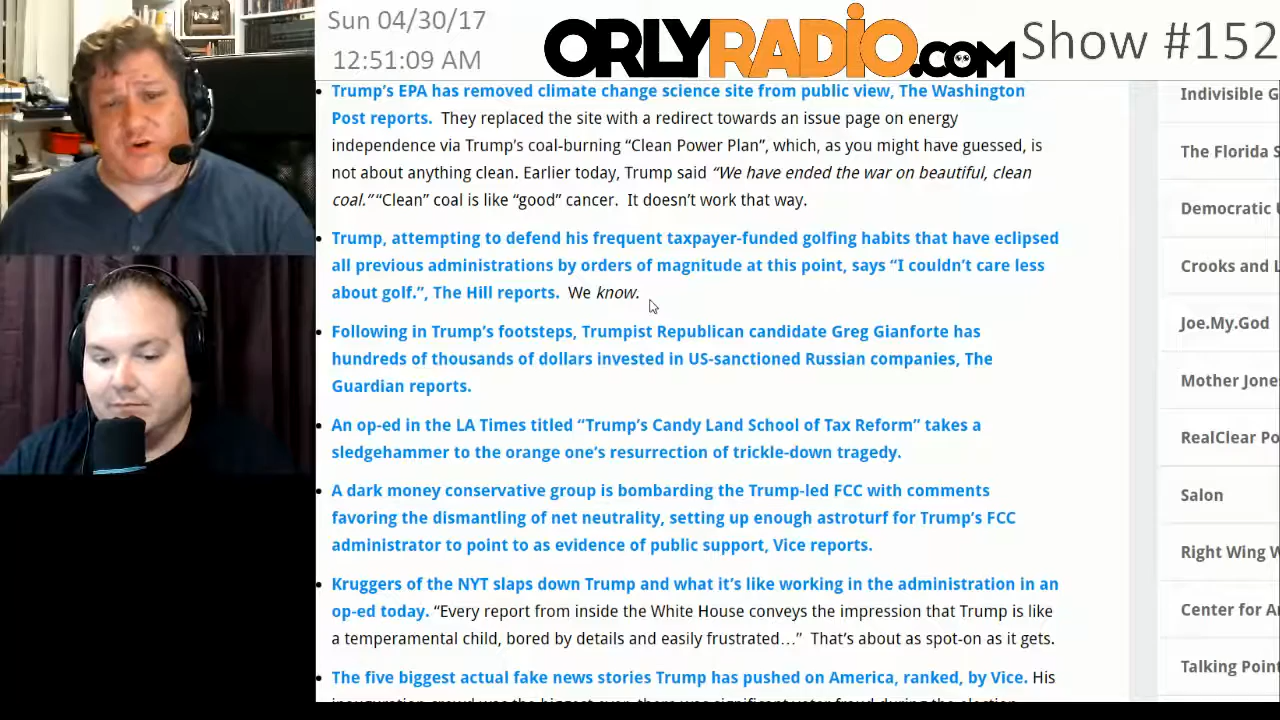 Sun 04/30/17
12:51:09 AM
ORLYRADIO.COM
Show #152
Trump's EPA has removed climate change science site from public view, The Washington
Post reports. They replaced the site with a redirect towards an issue page on energy
independence via Trump's coal-burning “Clean Power Plan”, which, as you might have guessed, is
not about anything clean. Earlier today, Trump said “We have ended the war on beautiful, clean
coal.” “Clean” coal is like “good” cancer. It doesn't work that way.
Trump, attempting to defend his frequent taxpayer-funded golfing habits that have eclipsed
all previous administrations by orders of magnitude at this point, says “I couldn't care less
about golf.”, The Hill reports. We know.
Following in Trump's footsteps, Trumpist Republican candidate Greg Gianforte has
hundreds of thousands of dollars invested in US-sanctioned Russian companies, The
Guardian reports.
An op-ed in the LA Times titled “Trump's Candy Land School of Tax Reform” takes a
sledgehammer to the orange one's resurrection of trickle-down tragedy.
A dark money conservative group is bombarding the Trump-led FCC with comments
favoring the dismantling of net neutrality, setting up enough astroturf for Trump's FCC
administrator to point to as evidence of public support, Vice reports.
Kruggers of the NYT slaps down Trump and what it's like working in the administration in an
op-ed today. “Every report from inside the White House conveys the impression that Trump is like
a temperamental child, bored by details and easily frustrated…” That's about as spot-on as it gets.
The five biggest actual fake news stories Trump has pushed on America, ranked, by Vice. His
Indivisible G
The Florida S
Democratic
Crooks and L
Joe.My.God
Mother Jone
RealClear Po
Salon
Right Wing W
Center for A
Talking Point